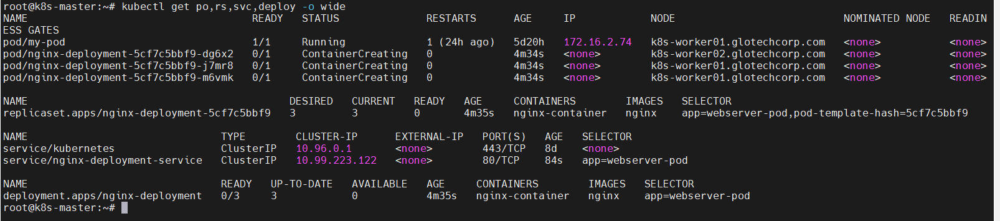 root@k8s-master:~# kubectl get po,rs,svc,deploy -o wide
NAME READY STATUS RESTARTS AGE IP NODE NOMINATED NODE READIN
ESS GATES
pod/my-pod 1/1 Running 1 (24h ago) 5d20h 172.16.2.74 k8s-worker01.glotechcorp.com <none> <none>
pod/nginx-deployment-5cf7c5bbf9-dg6x2 0/1 ContainerCreating 0 4m34s <none> k8s-worker02.glotechcorp.com <none> <none>
pod/nginx-deployment-5cf7c5bbf9-j7mr8 0/1 ContainerCreating 0 4m34s <none> k8s-worker01.glotechcorp.com <none> <none>
pod/nginx-deployment-5cf7c5bbf9-m6vmk 0/1 ContainerCreating 0 4m34s <none> k8s-worker01.glotechcorp.com <none> <none>
NAME DESIRED CURRENT READY AGE CONTAINERS IMAGES SELECTOR
replicaset.apps/nginx-deployment-5cf7c5bbf9 3 3 0 4m35s nginx-container nginx app=webserver-pod,pod-template-hash=5cf7c5bbf9
NAME TYPE CLUSTER-IP EXTERNAL-IP PORT(S) AGE SELECTOR
service/kubernetes ClusterIP 10.96.0.1 <none> 443/TCP 8d <none>
service/nginx-deployment-service ClusterIP 10.99.223.122 <none> 80/TCP 84s app=webserver-pod
NAME READY UP-TO-DATE AVAILABLE AGE CONTAINERS IMAGES SELECTOR
deployment.apps/nginx-deployment 0/3 3 0 4m35s nginx-container nginx app=webserver-pod
root@k8s-master:~#